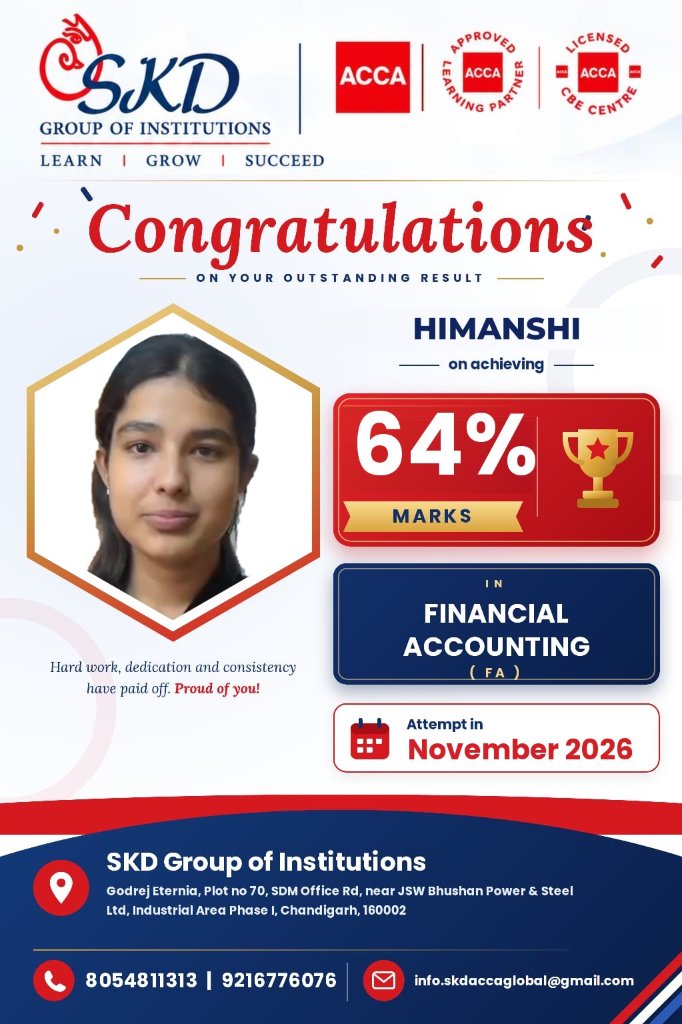 SKD
GROUP OF INSTITUTIONS
LEARN | GROW | SUCCEED
ACCA
APPROVED
ACCA
LEARNING PARTNER
LICENSED
ACCA ACCA ACCA
CBE CENTRE
Congratulations
ON YOUR OUTSTANDING RESULT
HIMANSHI
on achieving
64%
MARKS
IN
FINANCIAL
ACCOUNTING
( FA )
Hard work, dedication and consistency
have paid off. Proud of you!
Attempt in
November 2026
SKD Group of Institutions
Godrej Eternia, Plot no 70, SDM Office Rd, near JSW Bhushan Power & Steel
Ltd, Industrial Area Phase I, Chandigarh, 160002
8054811313 | 9216776076
info.skdaccaglobal@gmail.com